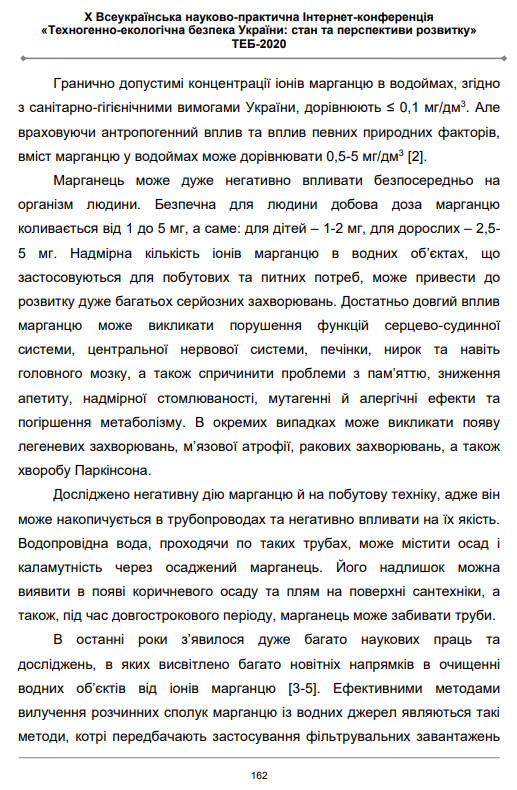 X Всеукраїнська науково-практична Інтернет-конференція
«Техногенно-екологічна безпека України: стан та перспективи розвитку»
ТЕБ-2020
Гранично допустимі концентрації іонів марганцю в водоймах, згідно
з санітарно-гігієнічними вимогами України, дорівнюють ≤ 0,1 мг/дм³. Але
враховуючи антропогенний вплив та вплив певних природних факторів,
вміст марганцю у водоймах може дорівнювати 0,5-5 мг/дм³ [2].
Марганець може дуже негативно впливати безпосередньо на
організм людини. Безпечна для людини добова доза марганцю
коливається від 1 до 5 мг, а саме: для дітей – 1-2 мг, для дорослих – 2,5-
5 мг. Надмірна кількість іонів марганцю в водних об’єктах, що
застосовуються для побутових та питних потреб, може привести до
розвитку дуже багатьох серйозних захворювань. Достатньо довгий вплив
марганцю може викликати порушення функцій серцево-судинної
системи, центральної нервової системи, печінки, нирок та навіть
головного мозку, а також спричинити проблеми з пам’яттю, зниження
апетиту, надмірної стомлюваності, мутагенні й алергічні ефекти та
погіршення метаболізму. В окремих випадках може викликати появу
легеневих захворювань, м’язової атрофії, ракових захворювань, а також
хворобу Паркінсона.
Досліджено негативну дію марганцю й на побутову техніку, адже він
може накопичується в трубопроводах та негативно впливати на їх якість.
Водопровідна вода, проходячи по таких трубах, може містити осад і
каламутність через осаджений марганець. Його надлишок можна
виявити в появі коричневого осаду та плям на поверхні сантехніки, а
також, під час довгострокового періоду, марганець може забивати труби.
В останні роки з’явилося дуже багато наукових праць та
досліджень, в яких висвітлено багато новітніх напрямків в очищенні
водних об’єктів від іонів марганцю [3-5]. Ефективними методами
вилучення розчинних сполук марганцю із водних джерел являються такі
методи, котрі передбачають застосування фільтрувальних завантажень
162